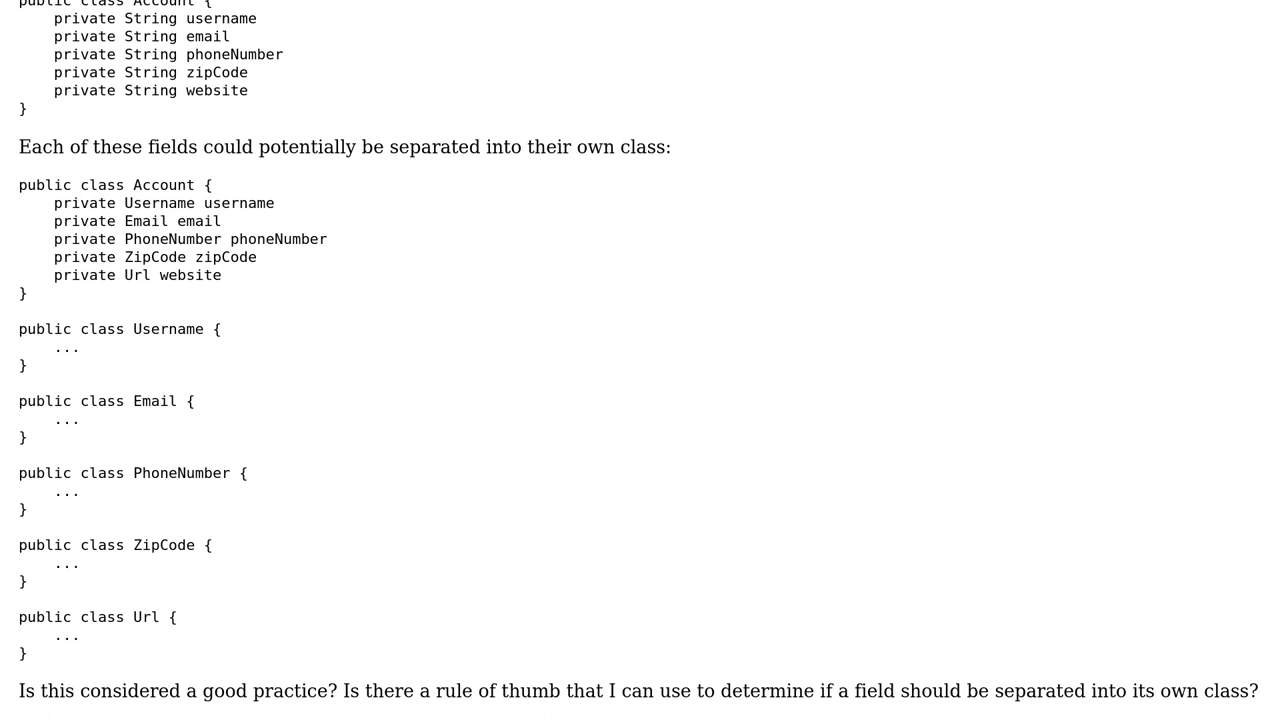 public class Account {
    private String username
    private String email
    private String phoneNumber
    private String zipCode
    private String website
}
Each of these fields could potentially be separated into their own class:
public class Account {
    private Username username
    private Email email
    private PhoneNumber phoneNumber
    private ZipCode zipCode
    private Url website
}
public class Username {
    ...
}
public class Email {
    ...
}
public class PhoneNumber {
    ...
}
public class ZipCode {
    ...
}
public class Url {
    ...
}
Is this considered a good practice? Is there a rule of thumb that I can use to determine if a field should be separated into its own class?